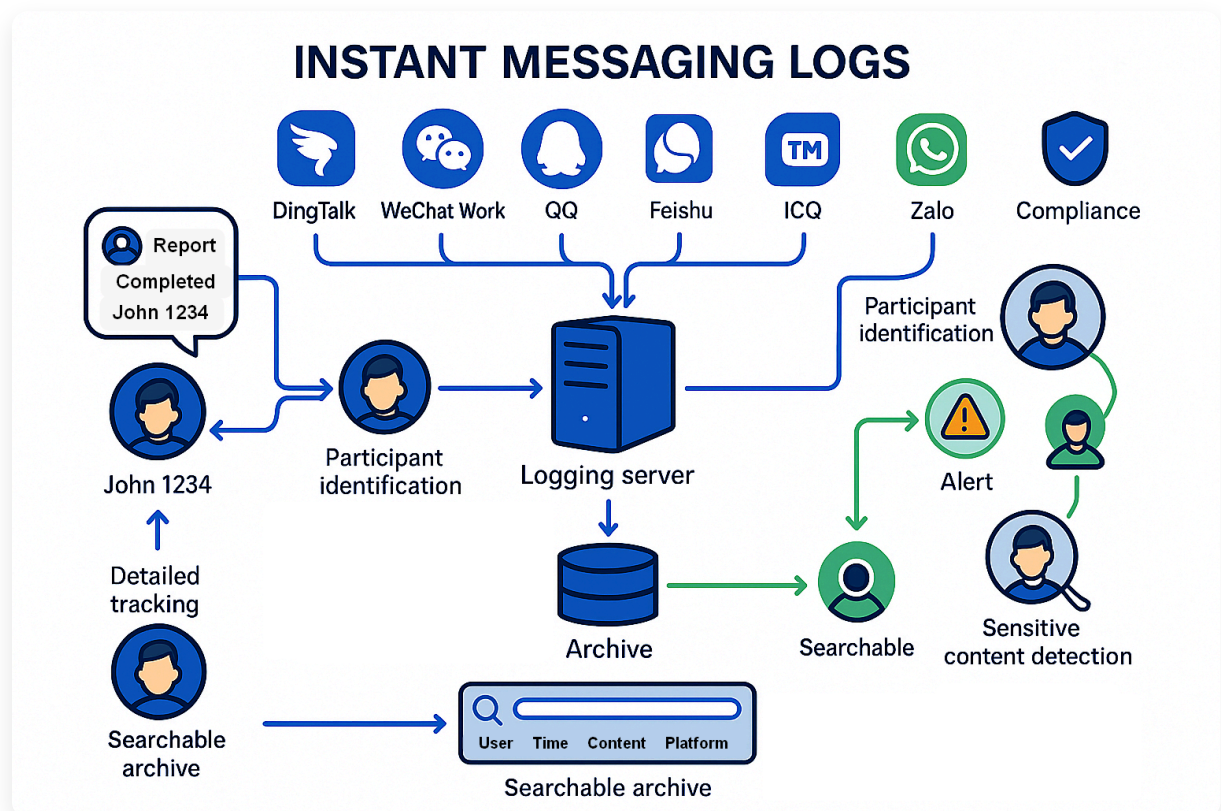 INSTANT MESSAGING LOGS
TM
DingTalk
WeChat Work
QQ
Feishu
ICQ
Zalo
Compliance
Report
Completed
John 1234
John 1234
Detailed
tracking
Searchable
archive
Participant
identification
Logging server
Archive
Participant
identification
Alert
Searchable
Sensitive
content detection
User Time Content Platform
Searchable archive